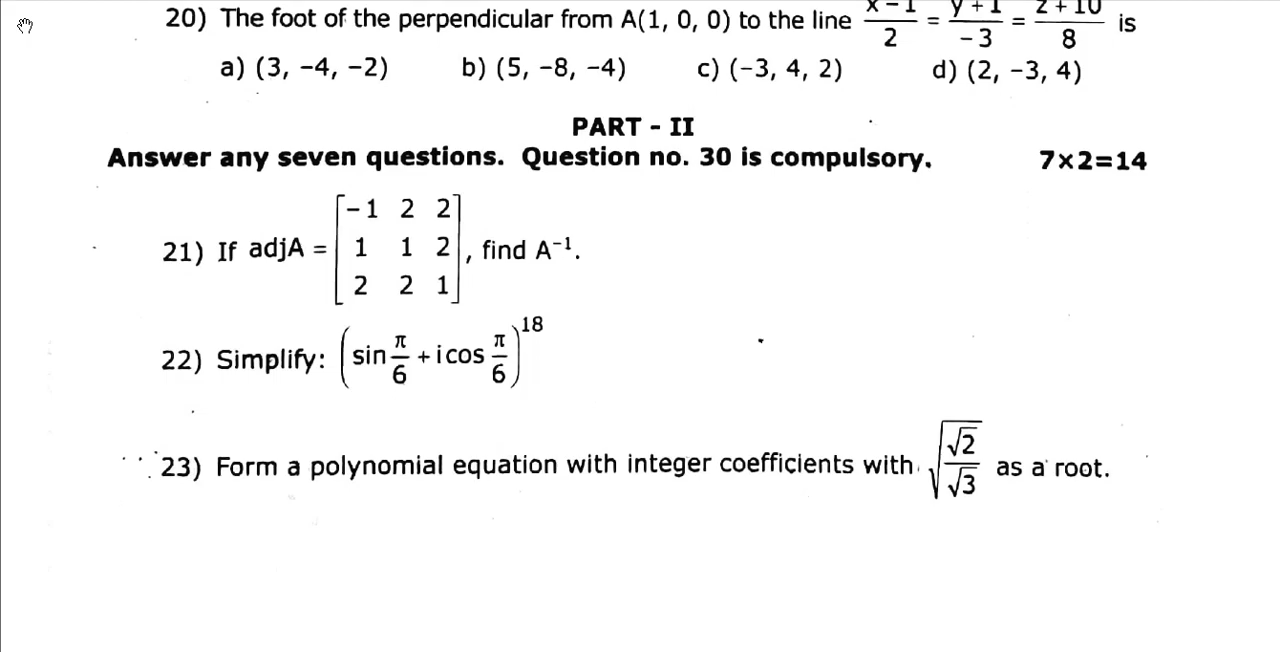 20) The foot of the perpendicular from A(1, 0, 0) to the line (x − 1)/2 = (y + 1)/−3 = (z + 10)/8 is
a) (3, −4, −2) b) (5, −8, −4) c) (−3, 4, 2) d) (2, −3, 4)
PART - II
Answer any seven questions. Question no. 30 is compulsory. 7×2=14
21) If adjA = [−1 2 2; 1 1 2; 2 2 1], find A⁻¹.
22) Simplify: (sin π/6 + i cos π/6)¹⁸
23) Form a polynomial equation with integer coefficients with √(√2/√3) as a root.